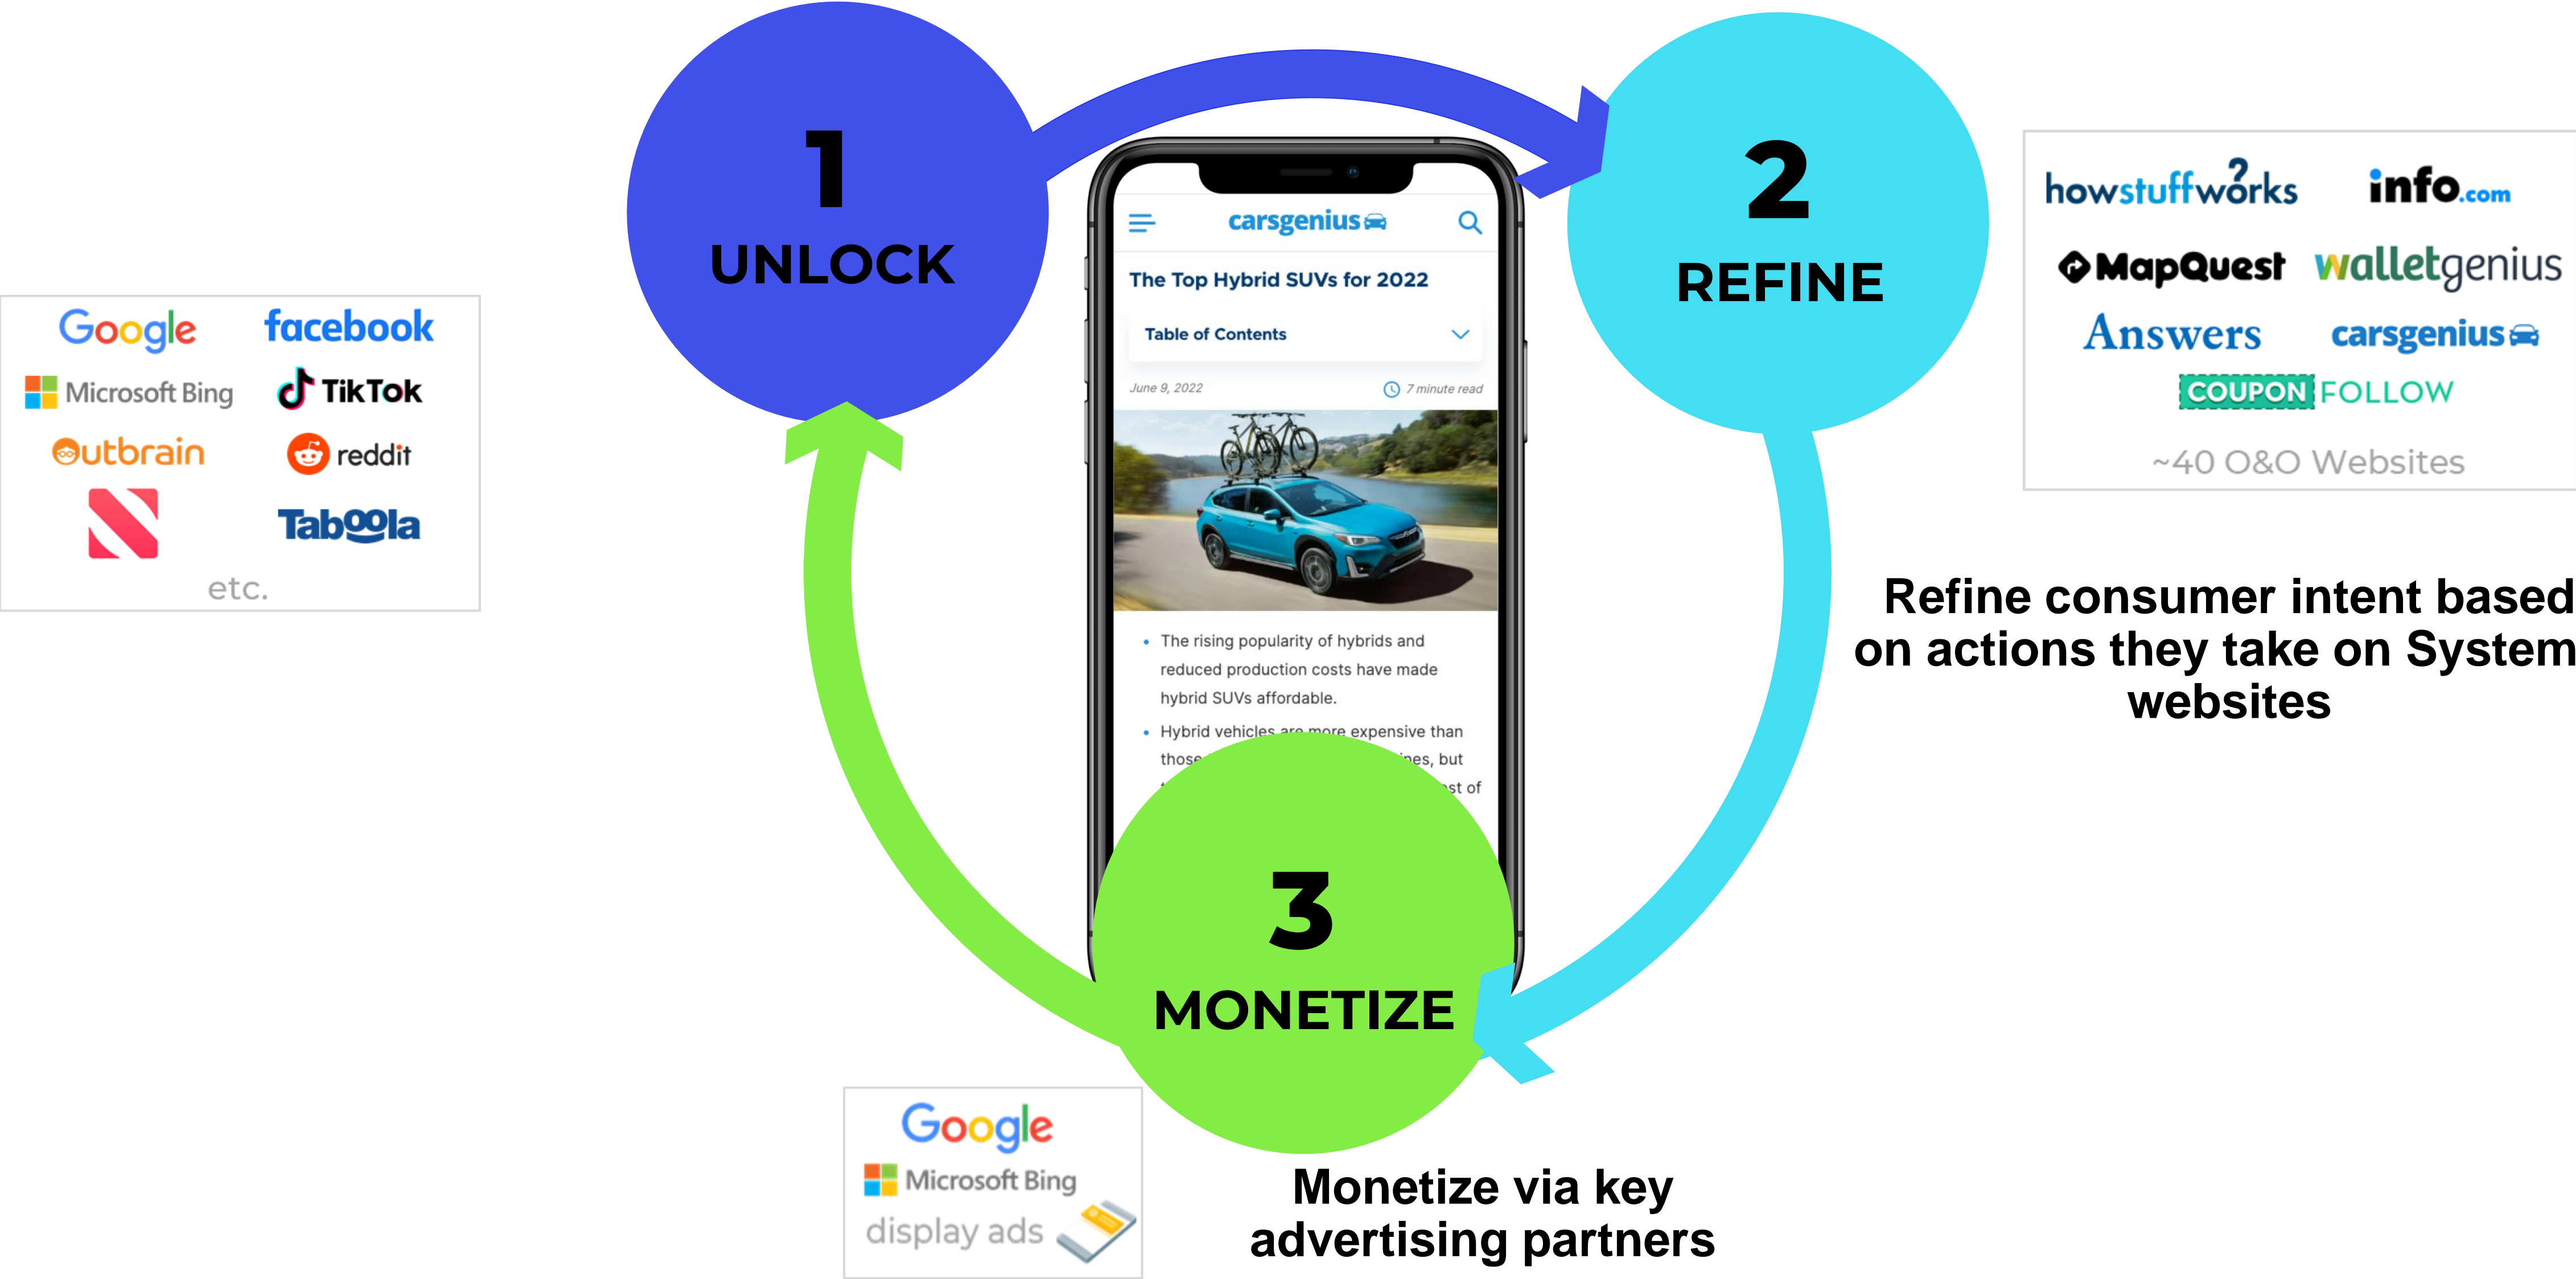 1
UNLOCK
Google facebook
Microsoft Bing TikTok
Outbrain reddit
Taboola
etc.
carsgenius
The Top Hybrid SUVs for 2022
Table of Contents
June 9, 2022 7 minute read
The rising popularity of hybrids and
reduced production costs have made
hybrid SUVs affordable.
Hybrid vehicles are more expensive than
those but
of
2
REFINE
howstuffworks info.com
MapQuest walletgenius
Answers carsgenius
COUPON FOLLOW
~40 O&O Websites
Refine consumer intent based
on actions they take on System
websites
3
MONETIZE
Google
Microsoft Bing
display ads
Monetize via key
advertising partners